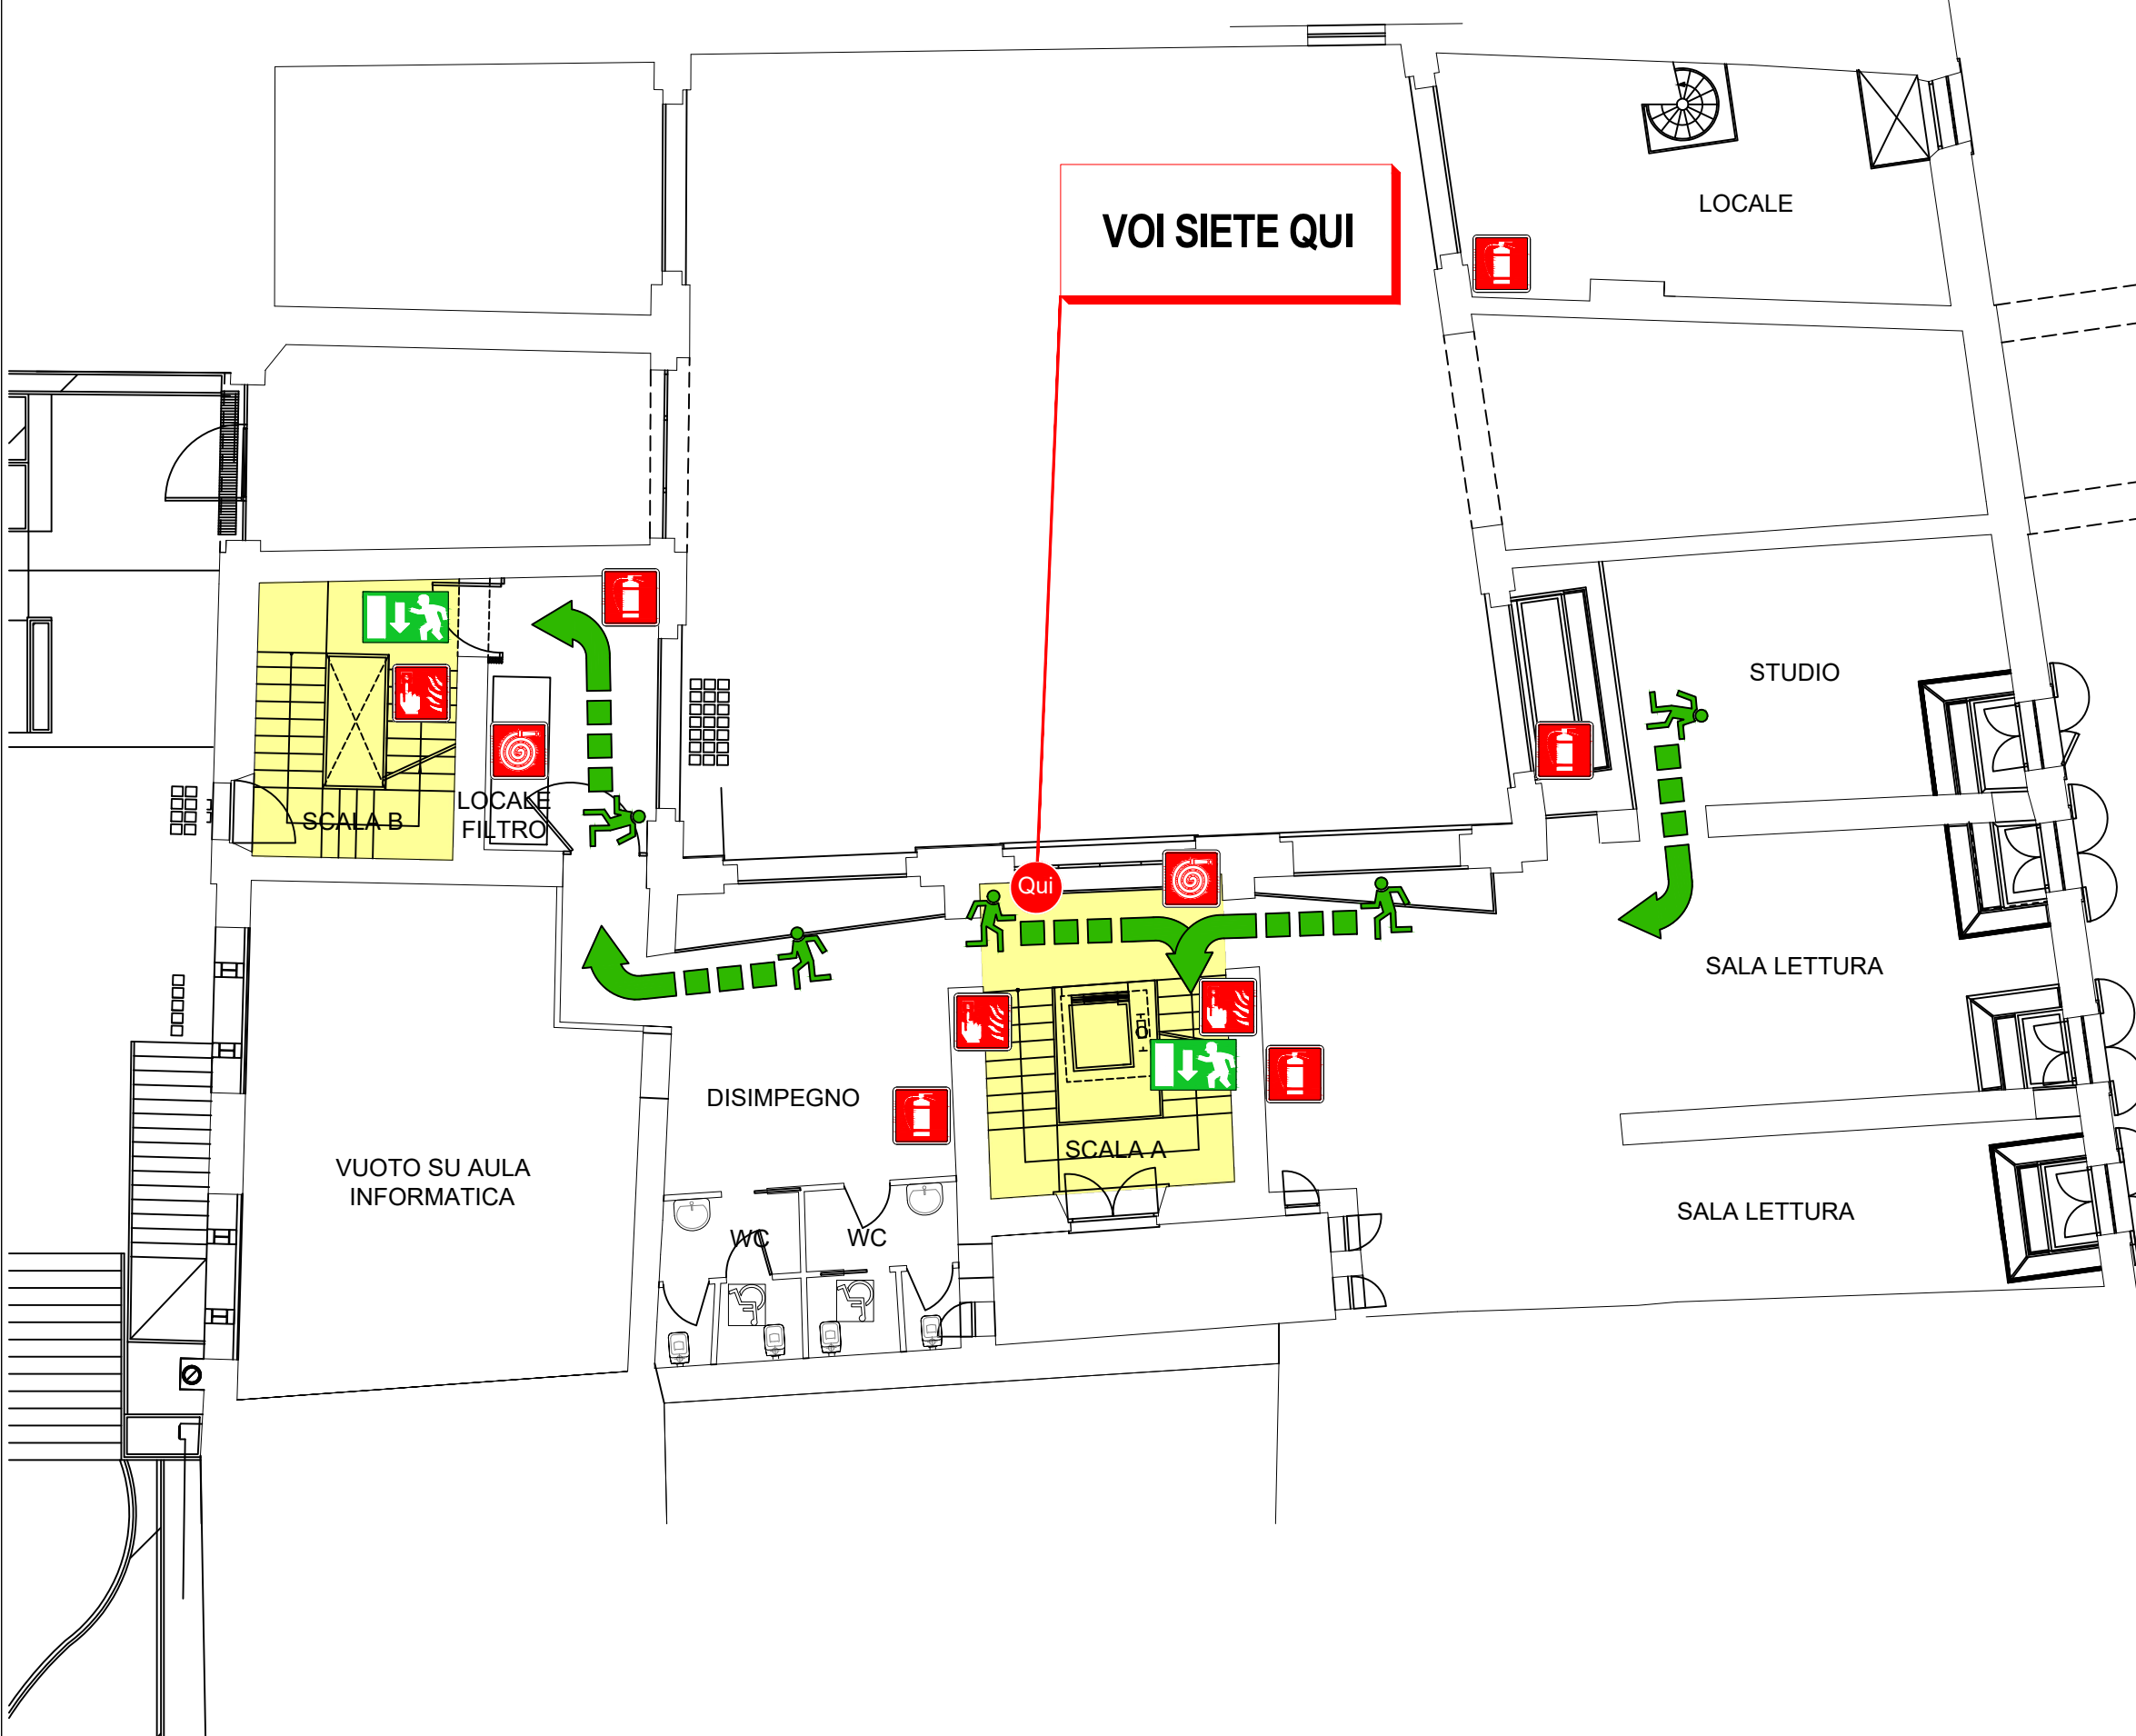 LOCALE
VOI SIETE QUI
STUDIO
LOCALE
FILTRO
SCALA B
Qui
SALA LETTURA
DISIMPEGNO
SCALA A
VUOTO SU AULA
INFORMATICA
SALA LETTURA
WC
WC